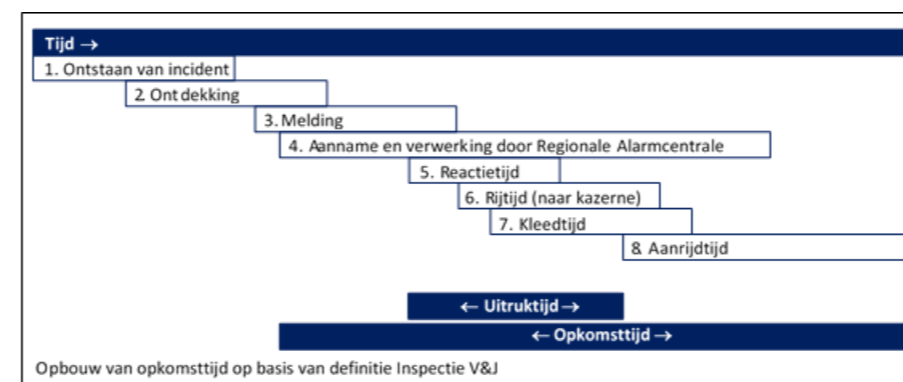 Tijd →
1. Ontstaan van incident
2 Ontdekking
3. Melding
4. Aanname en verwerking door Regionale Alarmcentrale
5. Reactietijd
6. Rijtijd (naar kazerne)
7. Kleedtijd
8 Aanrijdtijd
← Uitruktijd →
← Opkomsttijd →
Opbouw van opkomsttijd op basis van definitie Inspectie V&J